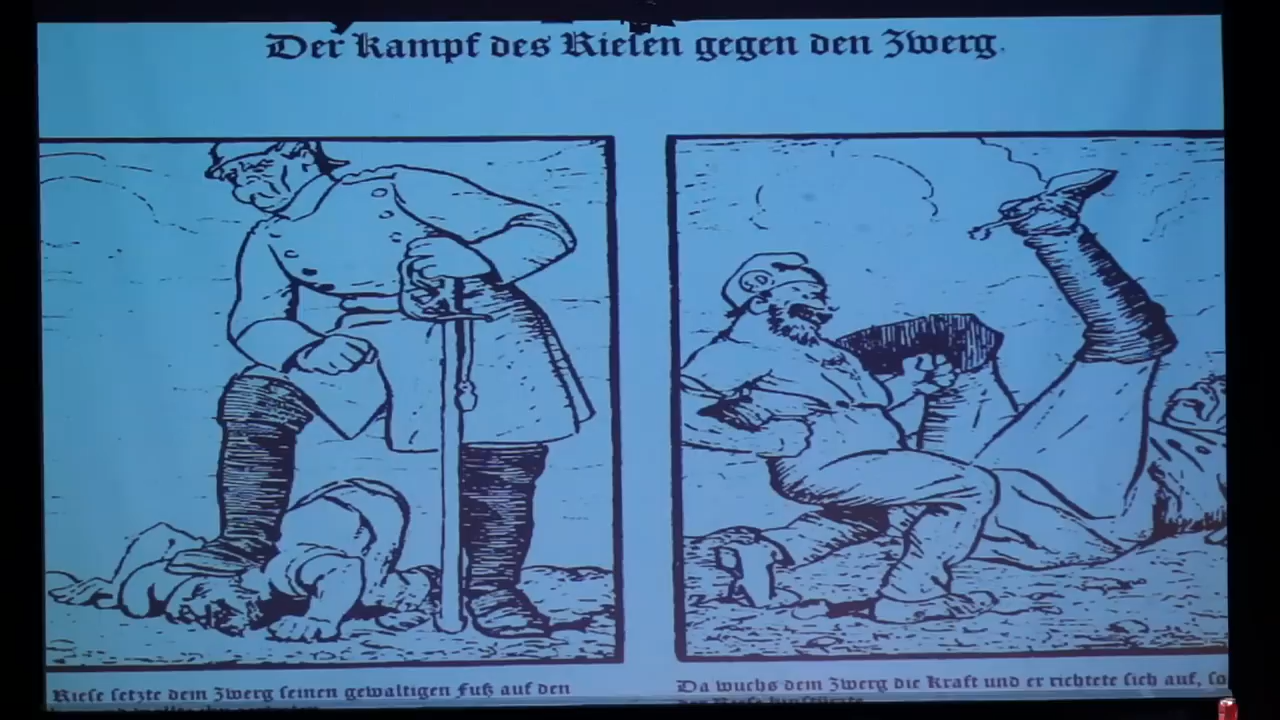 Der Kampf des Riesen gegen den Zwerg.
Riese setzte dem Zwerg seinen gewaltigen Fuß auf den
Da wuchs dem Zwerg die Kraft und er richtete sich auf, so